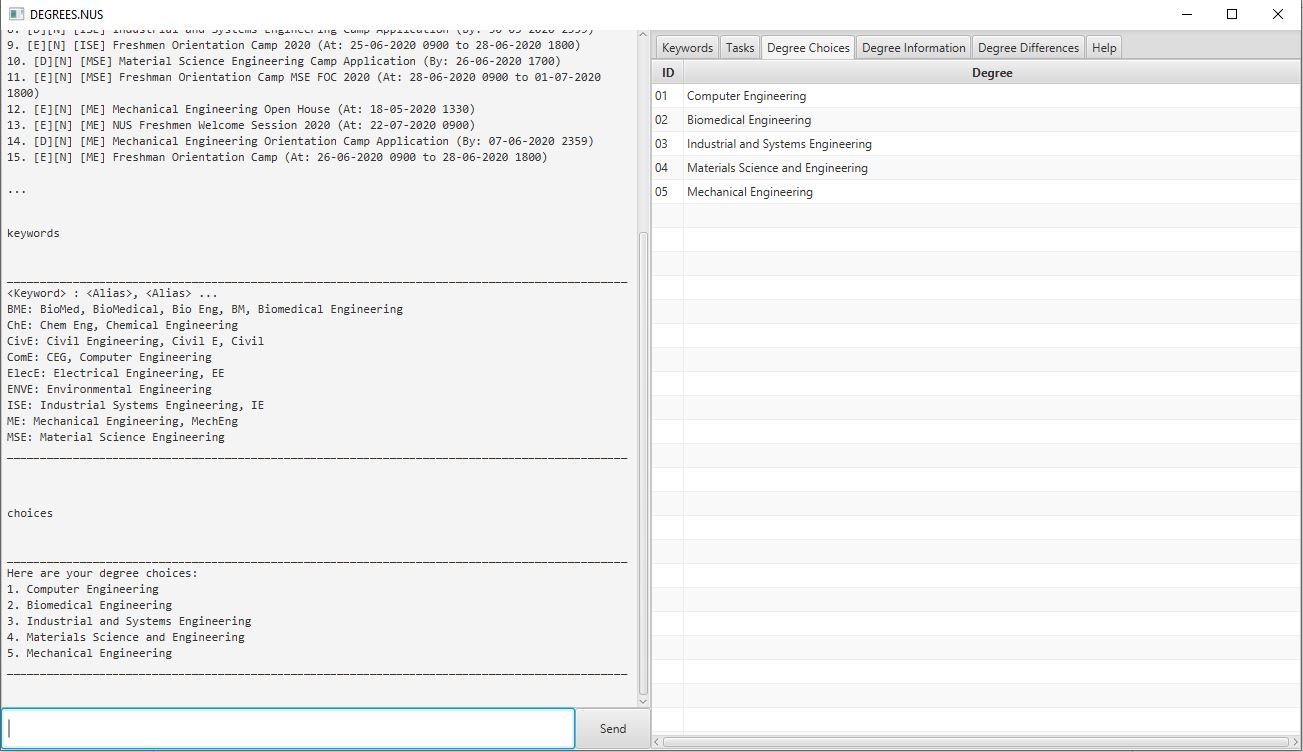 DEGREES.NUS
9. [E][N] [ISE] Freshmen Orientation Camp 2020 (At: 25-06-2020 0900 to 28-06-2020 1800)
10. [D][N] [MSE] Material Science Engineering Camp Application (By: 26-06-2020 1700)
11. [E][N] [MSE] Freshman Orientation Camp MSE FOC 2020 (At: 28-06-2020 0900 to 01-07-2020
1800)
12. [E][N] [ME] Mechanical Engineering Open House (At: 18-05-2020 1330)
13. [E][N] [ME] NUS Freshmen Welcome Session 2020 (At: 22-07-2020 0900)
14. [D][N] [ME] Mechanical Engineering Orientation Camp Application (By: 07-06-2020 2359)
15. [E][N] [ME] Freshman Orientation Camp (At: 26-06-2020 0900 to 28-06-2020 1800)
...
keywords
<Keyword> : <Alias>, <Alias> ...
BME: BioMed, BioMedical, Bio Eng, BM, Biomedical Engineering
ChE: Chem Eng, Chemical Engineering
CivE: Civil Engineering, Civil E, Civil
ComE: CEG, Computer Engineering
ElecE: Electrical Engineering, EE
ENVE: Environmental Engineering
ISE: Industrial Systems Engineering, IE
ME: Mechanical Engineering, MechEng
MSE: Material Science Engineering
choices
Here are your degree choices:
1. Computer Engineering
2. Biomedical Engineering
3. Industrial and Systems Engineering
4. Materials Science and Engineering
5. Mechanical Engineering
Send
Keywords Tasks Degree Choices Degree Information Degree Differences Help
ID Degree
01 Computer Engineering
02 Biomedical Engineering
03 Industrial and Systems Engineering
04 Materials Science and Engineering
05 Mechanical Engineering